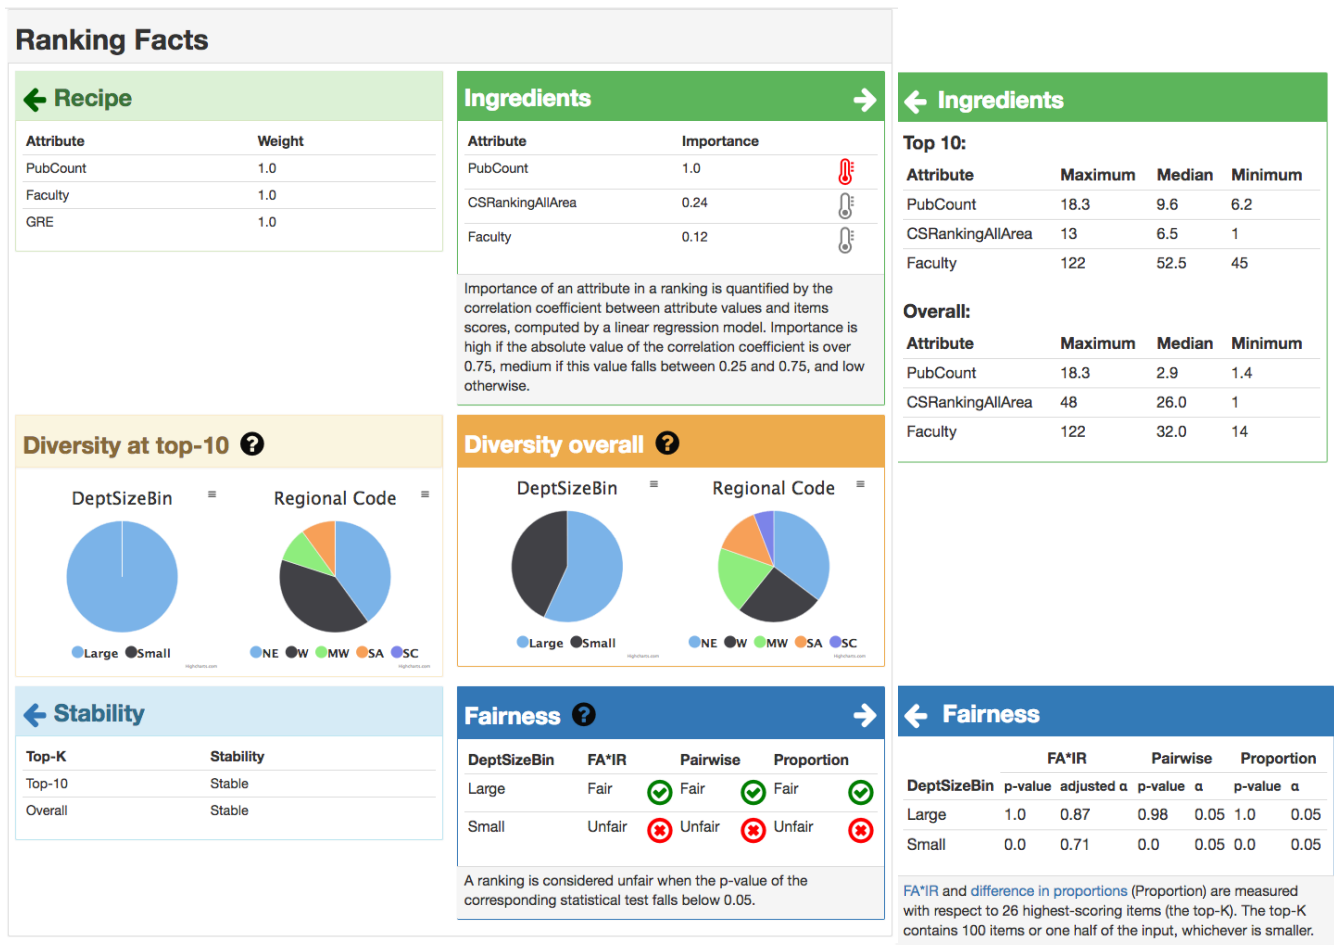 Ranking Facts
Recipe
Attribute Weight
PubCount 1.0
Faculty 1.0
GRE 1.0
Ingredients
Attribute Importance
PubCount 1.0
CSRankingAllArea 0.24
Faculty 0.12
Importance of an attribute in a ranking is quantified by the
correlation coefficient between attribute values and items
scores, computed by a linear regression model. Importance is
high if the absolute value of the correlation coefficient is over
0.75, medium if this value falls between 0.25 and 0.75, and low
otherwise.
Ingredients
Top 10:
Attribute Maximum Median Minimum
PubCount 18.3 9.6 6.2
CSRankingAllArea 13 6.5 1
Faculty 122 52.5 45
Overall:
Attribute Maximum Median Minimum
PubCount 18.3 2.9 1.4
CSRankingAllArea 48 26.0 1
Faculty 122 32.0 14
Diversity at top-10 ?
DeptSizeBin
Large Small
Highcharts.com
Regional Code
NE W MW SA SC
Highcharts.com
Diversity overall ?
DeptSizeBin
Large Small
Highcharts.com
Regional Code
NE W MW SA SC
Highcharts.com
Stability
Top-K Stability
Top-10 Stable
Overall Stable
Fairness ?
DeptSizeBin FA*IR Pairwise Proportion
Large Fair Fair Fair
Small Unfair Unfair Unfair
A ranking is considered unfair when the p-value of the
corresponding statistical test falls below 0.05.
Fairness
FA*IR Pairwise Proportion
DeptSizeBin p-value adjusted α p-value α p-value α
Large 1.0 0.87 0.98 0.05 1.0 0.05
Small 0.0 0.71 0.0 0.05 0.0 0.05
FA*IR and difference in proportions (Proportion) are measured
with respect to 26 highest-scoring items (the top-K). The top-K
contains 100 items or one half of the input, whichever is smaller.